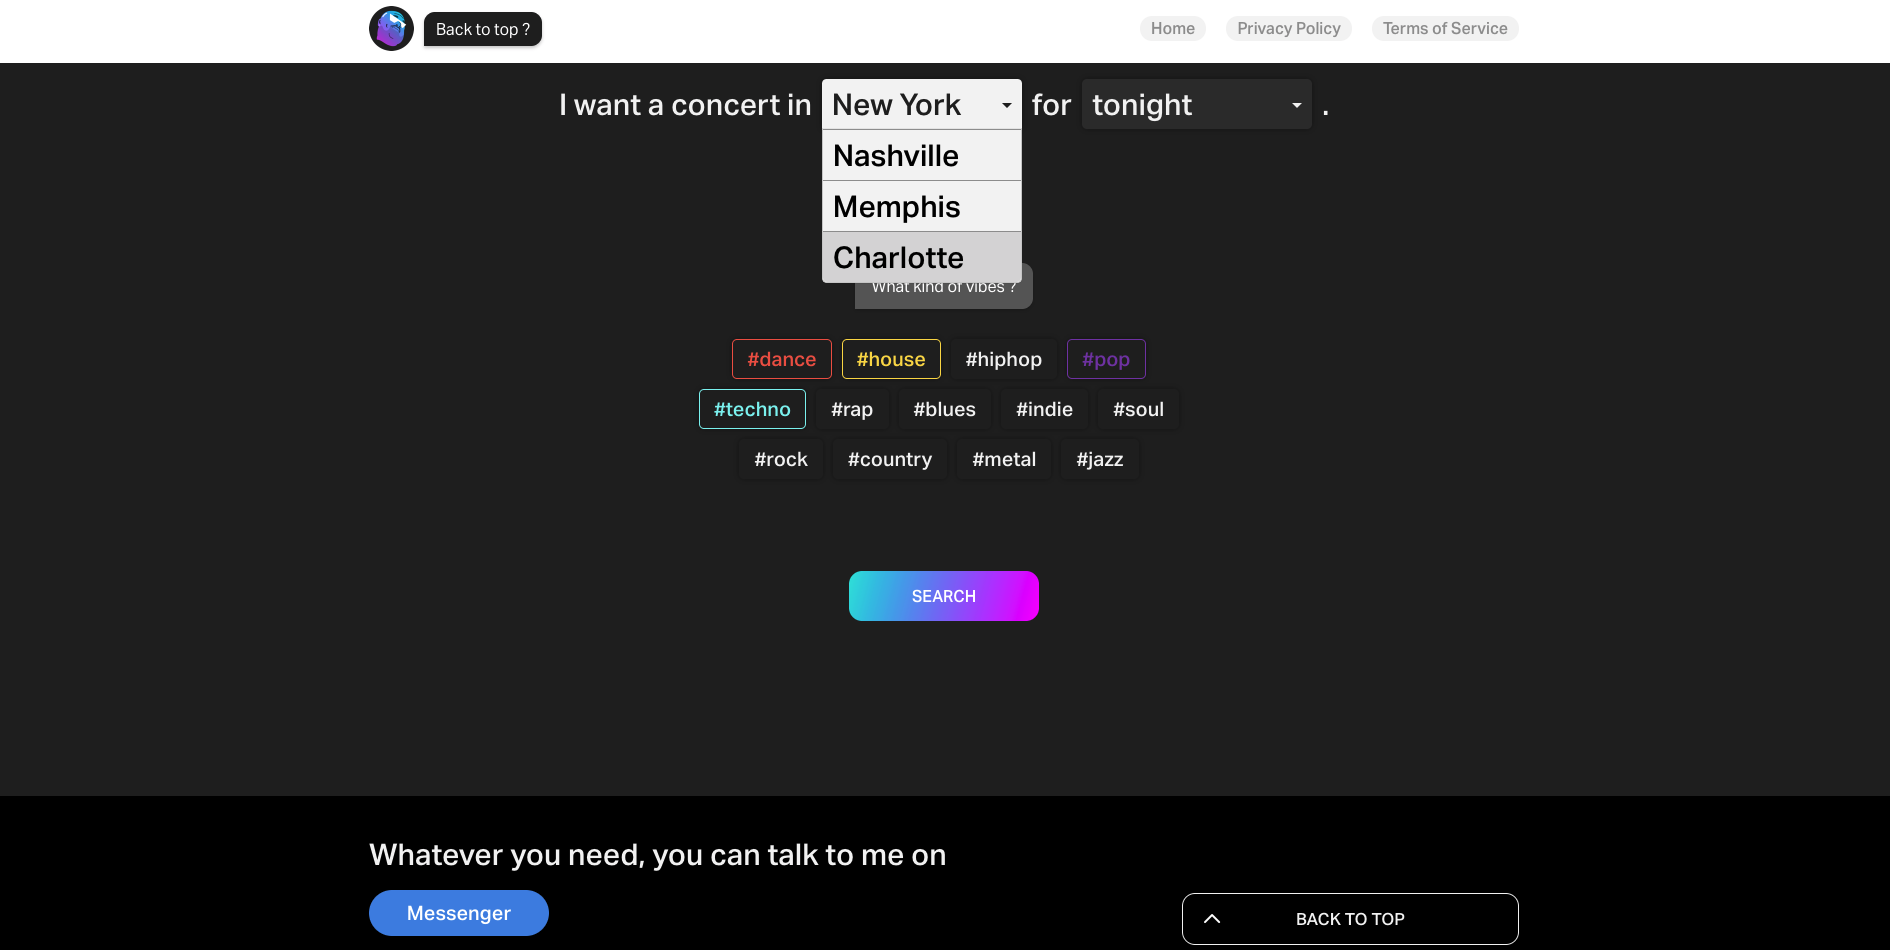 Back to top ?
Home Privacy Policy Terms of Service
I want a concert in New York for tonight .
Nashville
Memphis
Charlotte
What kind of vibes ?
#dance #house #hiphop #pop
#techno #rap #blues #indie #soul
#rock #country #metal #jazz
SEARCH
Whatever you need, you can talk to me on
Messenger
BACK TO TOP